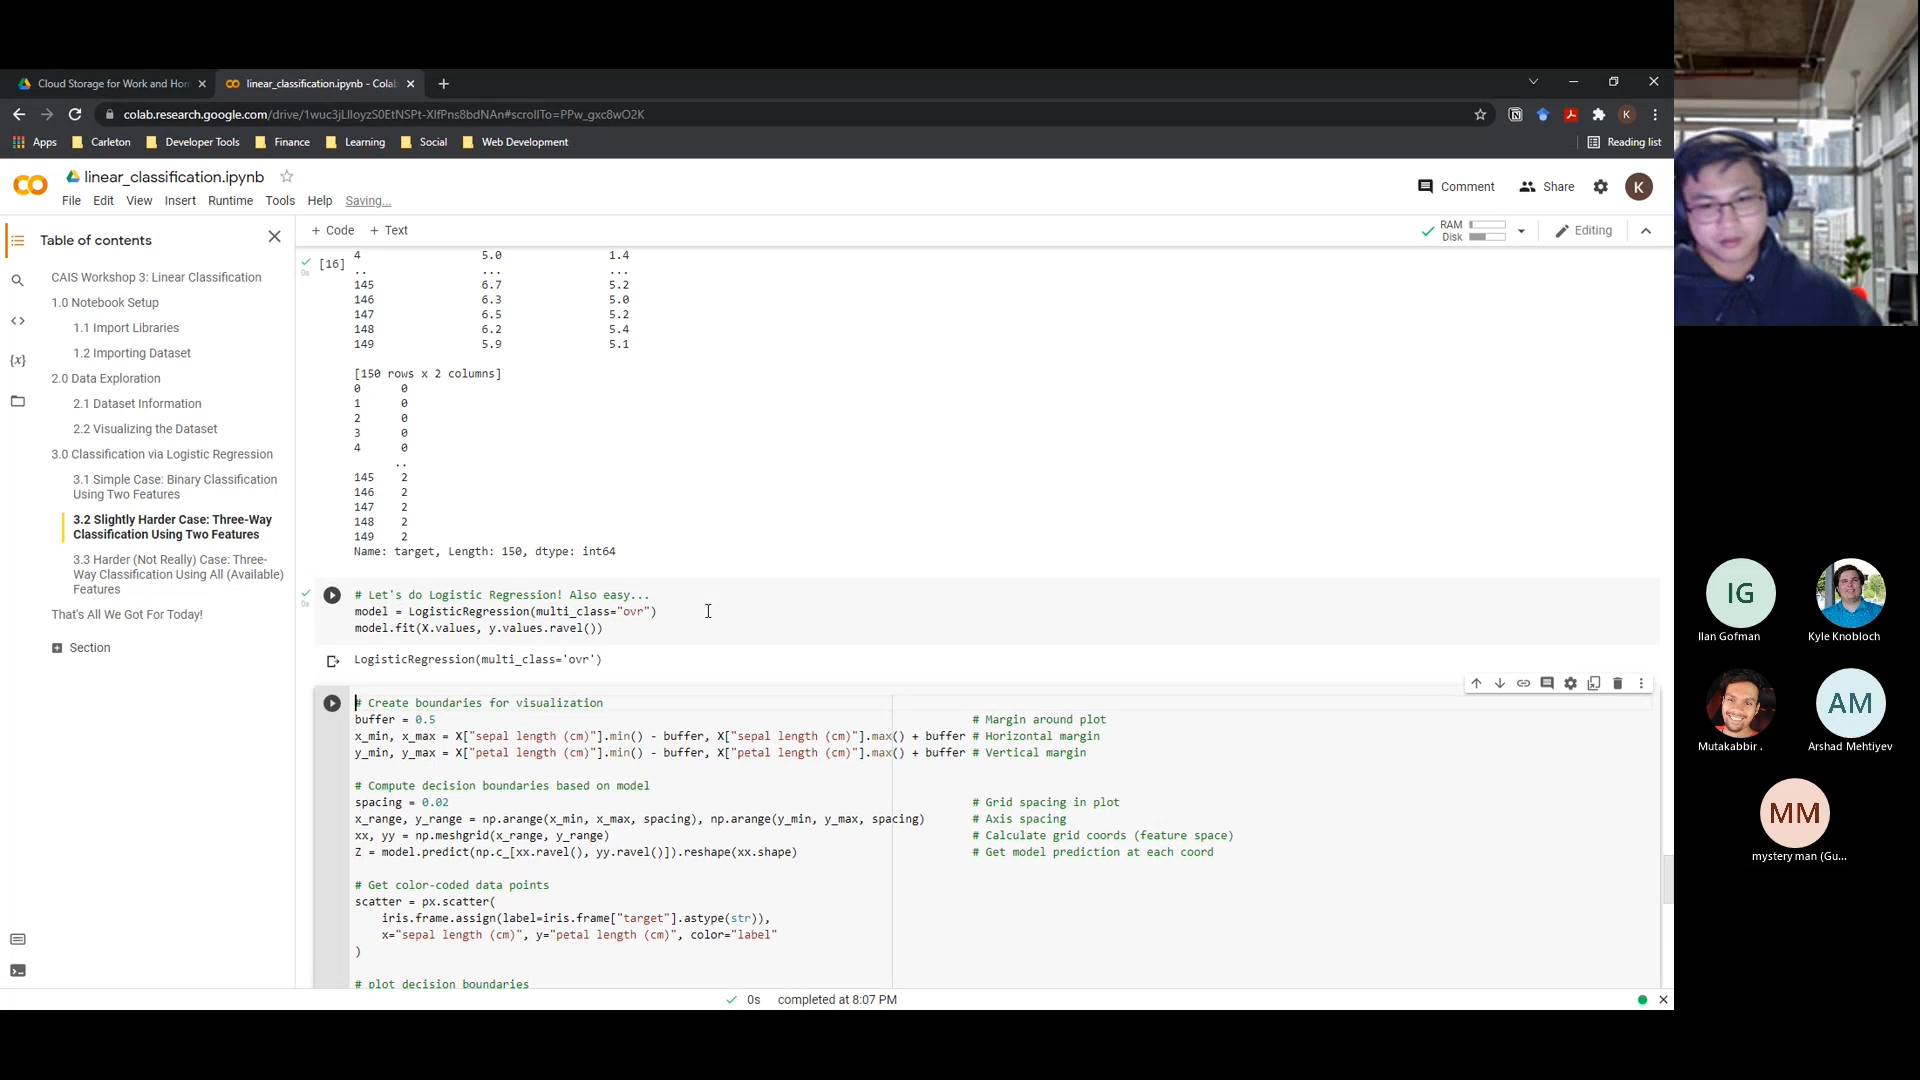 Cloud Storage for Work and Hom
linear_classification.ipynb - Colab
colab.research.google.com/drive/1wuc3jLlIoyzS0EtNSPt-XIfPns8bdNAn#scrollTo=PPw_gxc8wO2K
Apps
Carleton
Developer Tools
Finance
Learning
Social
Web Development
Reading list
linear_classification.ipynb
File Edit View Insert Runtime Tools Help Saving...
Comment
Share
K
+ Code + Text
RAM
Disk
Editing
Table of contents
CAIS Workshop 3: Linear Classification
1.0 Notebook Setup
1.1 Import Libraries
1.2 Importing Dataset
2.0 Data Exploration
2.1 Dataset Information
2.2 Visualizing the Dataset
3.0 Classification via Logistic Regression
3.1 Simple Case: Binary Classification
Using Two Features
3.2 Slightly Harder Case: Three-Way
Classification Using Two Features
3.3 Harder (Not Really) Case: Three-
Way Classification Using All (Available)
Features
That's All We Got For Today!
Section
[16]
4 5.0 1.4
.. ... ...
145 6.7 5.2
146 6.3 5.0
147 6.5 5.2
148 6.2 5.4
149 5.9 5.1
[150 rows x 2 columns]
0 0
1 0
2 0
3 0
4 0
..
145 2
146 2
147 2
148 2
149 2
Name: target, Length: 150, dtype: int64
0s
# Let's do Logistic Regression! Also easy...
model = LogisticRegression(multi_class="ovr")
model.fit(X.values, y.values.ravel())
LogisticRegression(multi_class='ovr')
# Create boundaries for visualization
buffer = 0.5 # Margin around plot
x_min, x_max = X["sepal length (cm)"].min() - buffer, X["sepal length (cm)"].max() + buffer # Horizontal margin
y_min, y_max = X["petal length (cm)"].min() - buffer, X["petal length (cm)"].max() + buffer # Vertical margin
# Compute decision boundaries based on model
spacing = 0.02 # Grid spacing in plot
x_range, y_range = np.arange(x_min, x_max, spacing), np.arange(y_min, y_max, spacing) # Axis spacing
xx, yy = np.meshgrid(x_range, y_range) # Calculate grid coords (feature space)
Z = model.predict(np.c_[xx.ravel(), yy.ravel()]).reshape(xx.shape) # Get model prediction at each coord
# Get color-coded data points
scatter = px.scatter(
iris.frame.assign(label=iris.frame["target"].astype(str)),
x="sepal length (cm)", y="petal length (cm)", color="label"
)
# plot decision boundaries
0s completed at 8:07 PM
IG
Ilan Gofman
Kyle Knobloch
Mutakabbir .
AM
Arshad Mehtiyev
MM
mystery man (Gu...